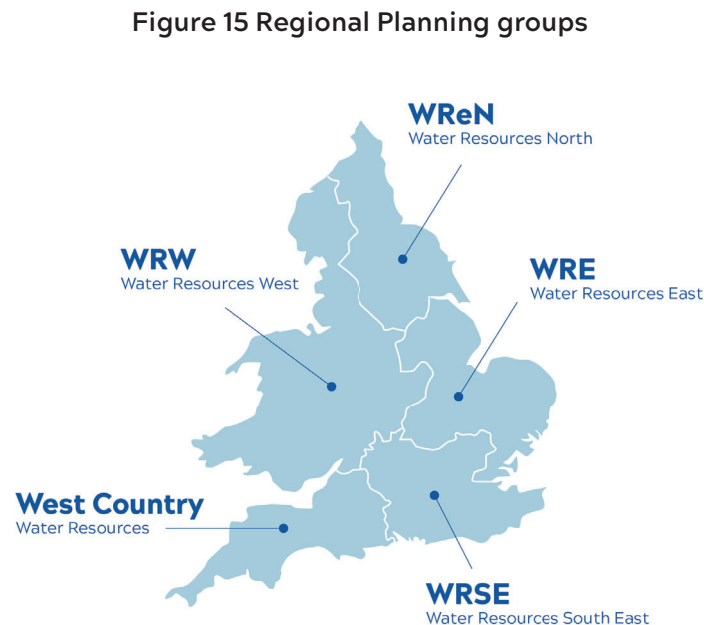 Figure 15 Regional Planning groups
WReN
Water Resources North
WRW
Water Resources West
WRE
Water Resources East
West Country
Water Resources
WRSE
Water Resources South East